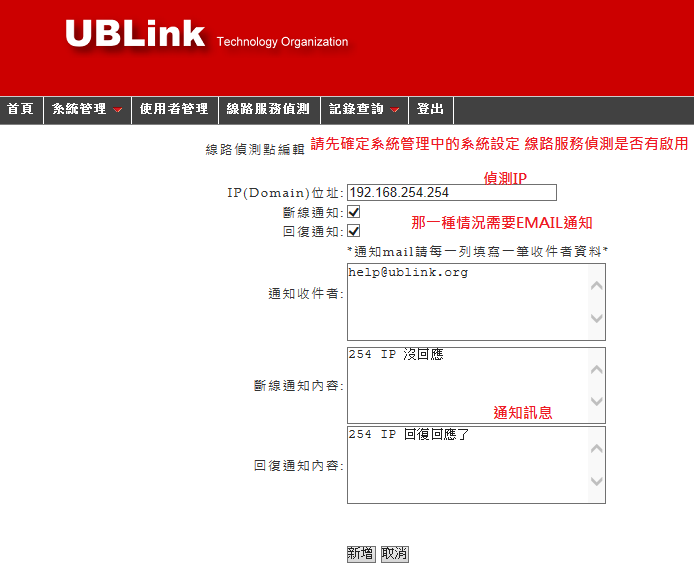 UBLink Technology Organization
首頁 系統管理 使用者管理 線路服務偵測 記錄查詢 登出
線路偵測點編輯 請先確定系統管理中的系統設定 線路服務偵測是否有啟用
偵測IP
IP(Domain)位址: 192.168.254.254
斷線通知:
那一種情況需要EMAIL通知
回復通知:
*通知mail請每一列填寫一筆收件者資料*
通知收件者: help@ublink.org
斷線通知內容: 254 IP 沒回應
通知訊息
回復通知內容: 254 IP 回復回應了
新增 取消